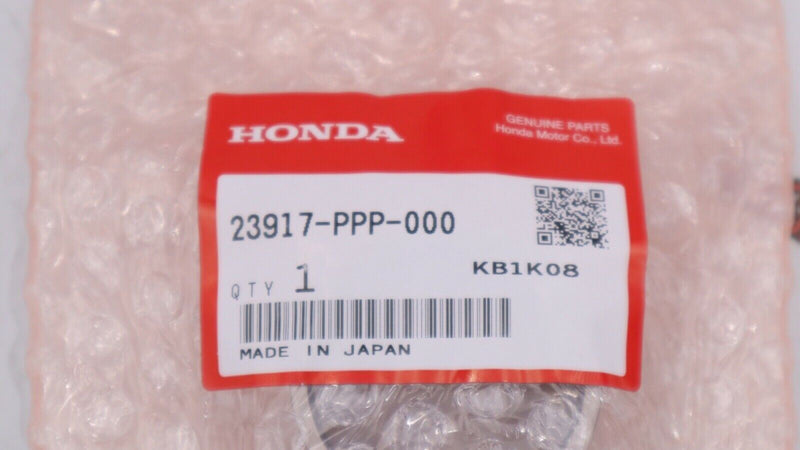 HONDA
GENUINE PARTS
Honda Motor Co., Ltd.
23917-PPP-000
QTY 1
KB1K08
MADE IN JAPAN